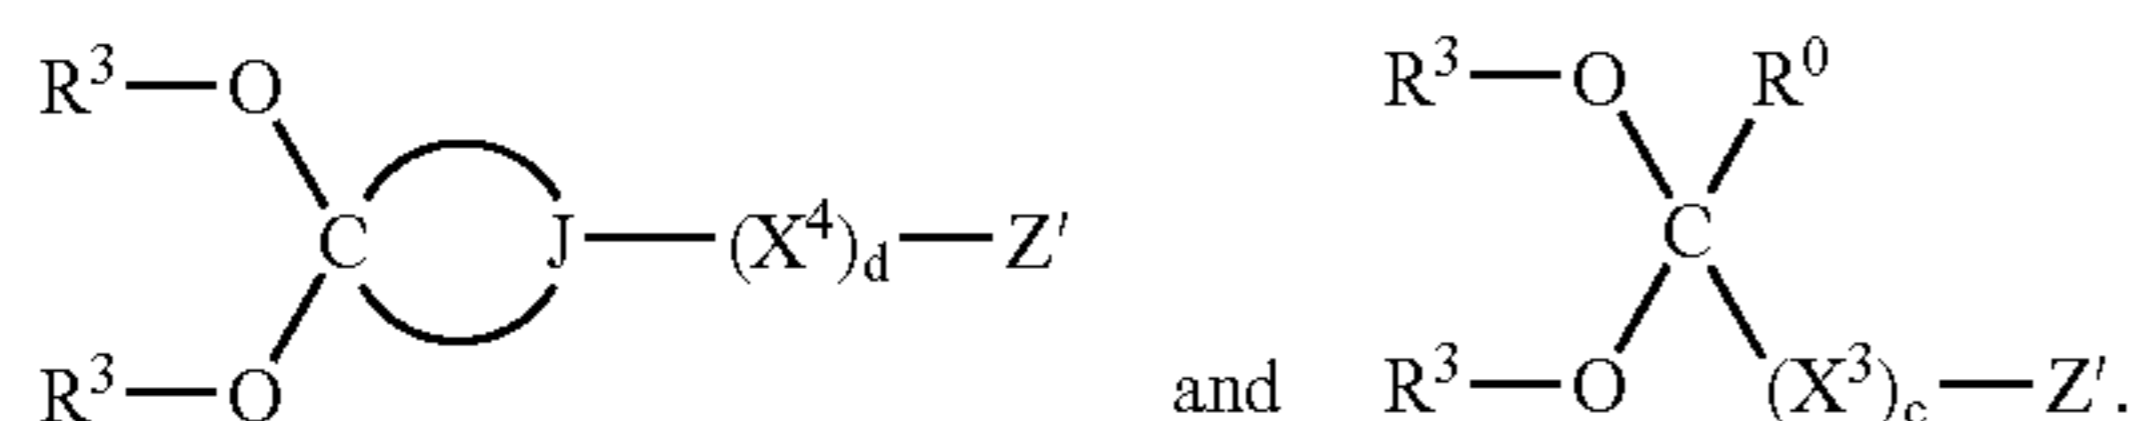 R³—O R³—O R⁰
C J—(X⁴)d—Z′ C
R³—O and R³—O (X³)c—Z′.